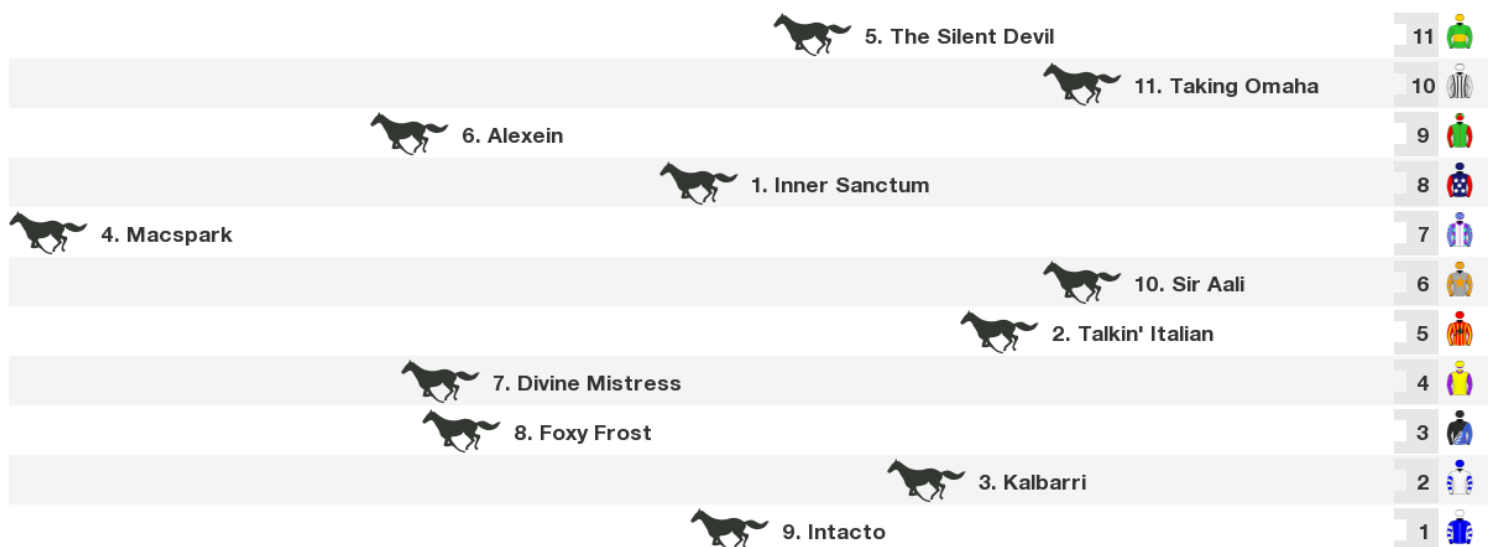 5. The Silent Devil 11
11. Taking Omaha 10
6. Alexein 9
1. Inner Sanctum 8
4. Macspark 7
10. Sir Aali 6
2. Talkin' Italian 5
7. Divine Mistress 4
8. Foxy Frost 3
3. Kalbarri 2
9. Intacto 1